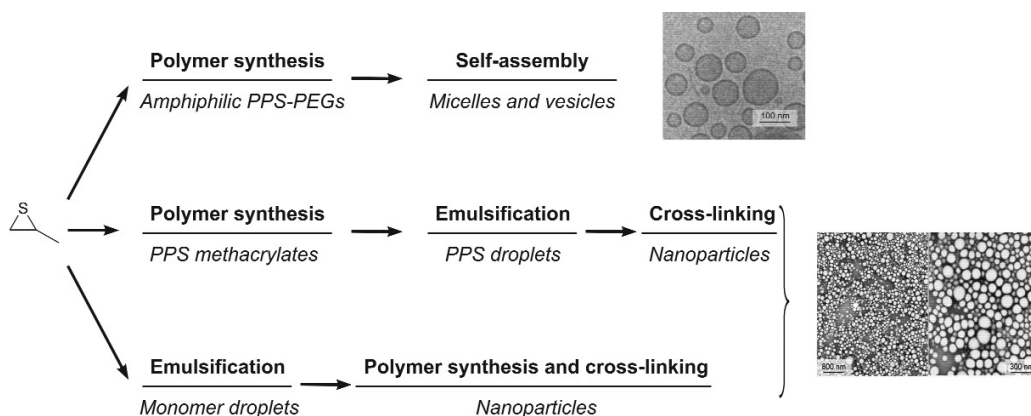 Polymer synthesis
Amphiphilic PPS-PEGs
Self-assembly
Micelles and vesicles
100 nm
S
Polymer synthesis
PPS methacrylates
Emulsification
PPS droplets
Cross-linking
Nanoparticles
Emulsification
Monomer droplets
Polymer synthesis and cross-linking
Nanoparticles
800 nm
300 nm